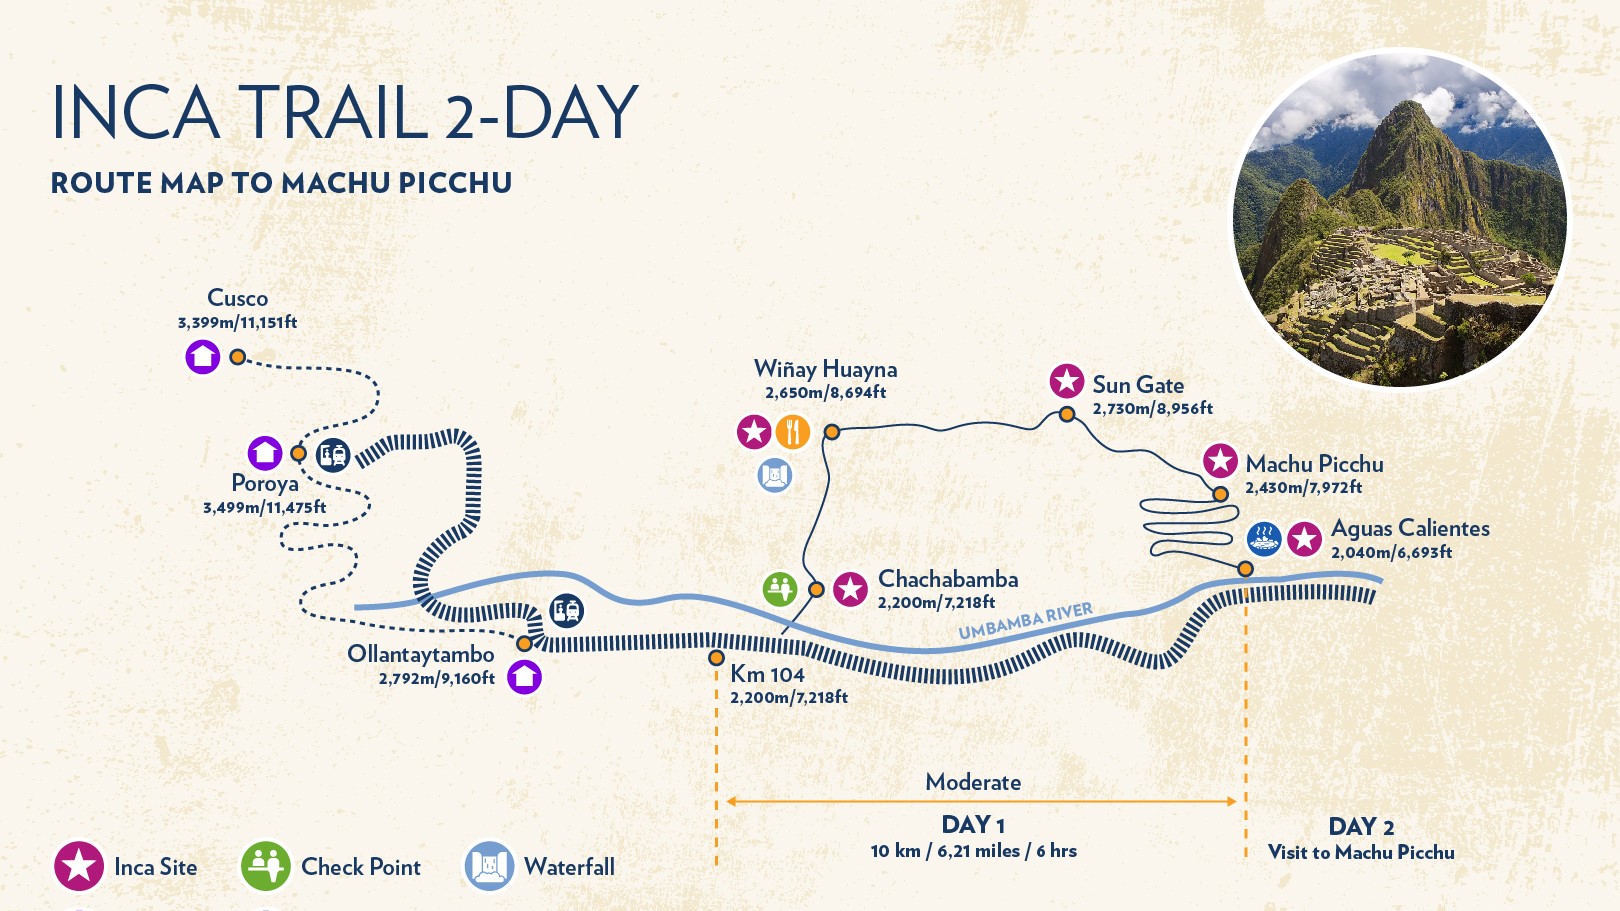 INCA TRAIL 2-DAY
ROUTE MAP TO MACHU PICCHU
Cusco
3,399m/11,151ft
Poroya
3,499m/11,475ft
Ollantaytambo
2,792m/9,160ft
Wiñay Huayna
2,650m/8,694ft
Sun Gate
2,730m/8,956ft
Machu Picchu
2,430m/7,972ft
Aguas Calientes
2,040m/6,693ft
Chachabamba
2,200m/7,218ft
UMBAMBA RIVER
Km 104
2,200m/7,218ft
Moderate
DAY 1
10 km / 6,21 miles / 6 hrs
DAY 2
Visit to Machu Picchu
Inca Site
Check Point
Waterfall